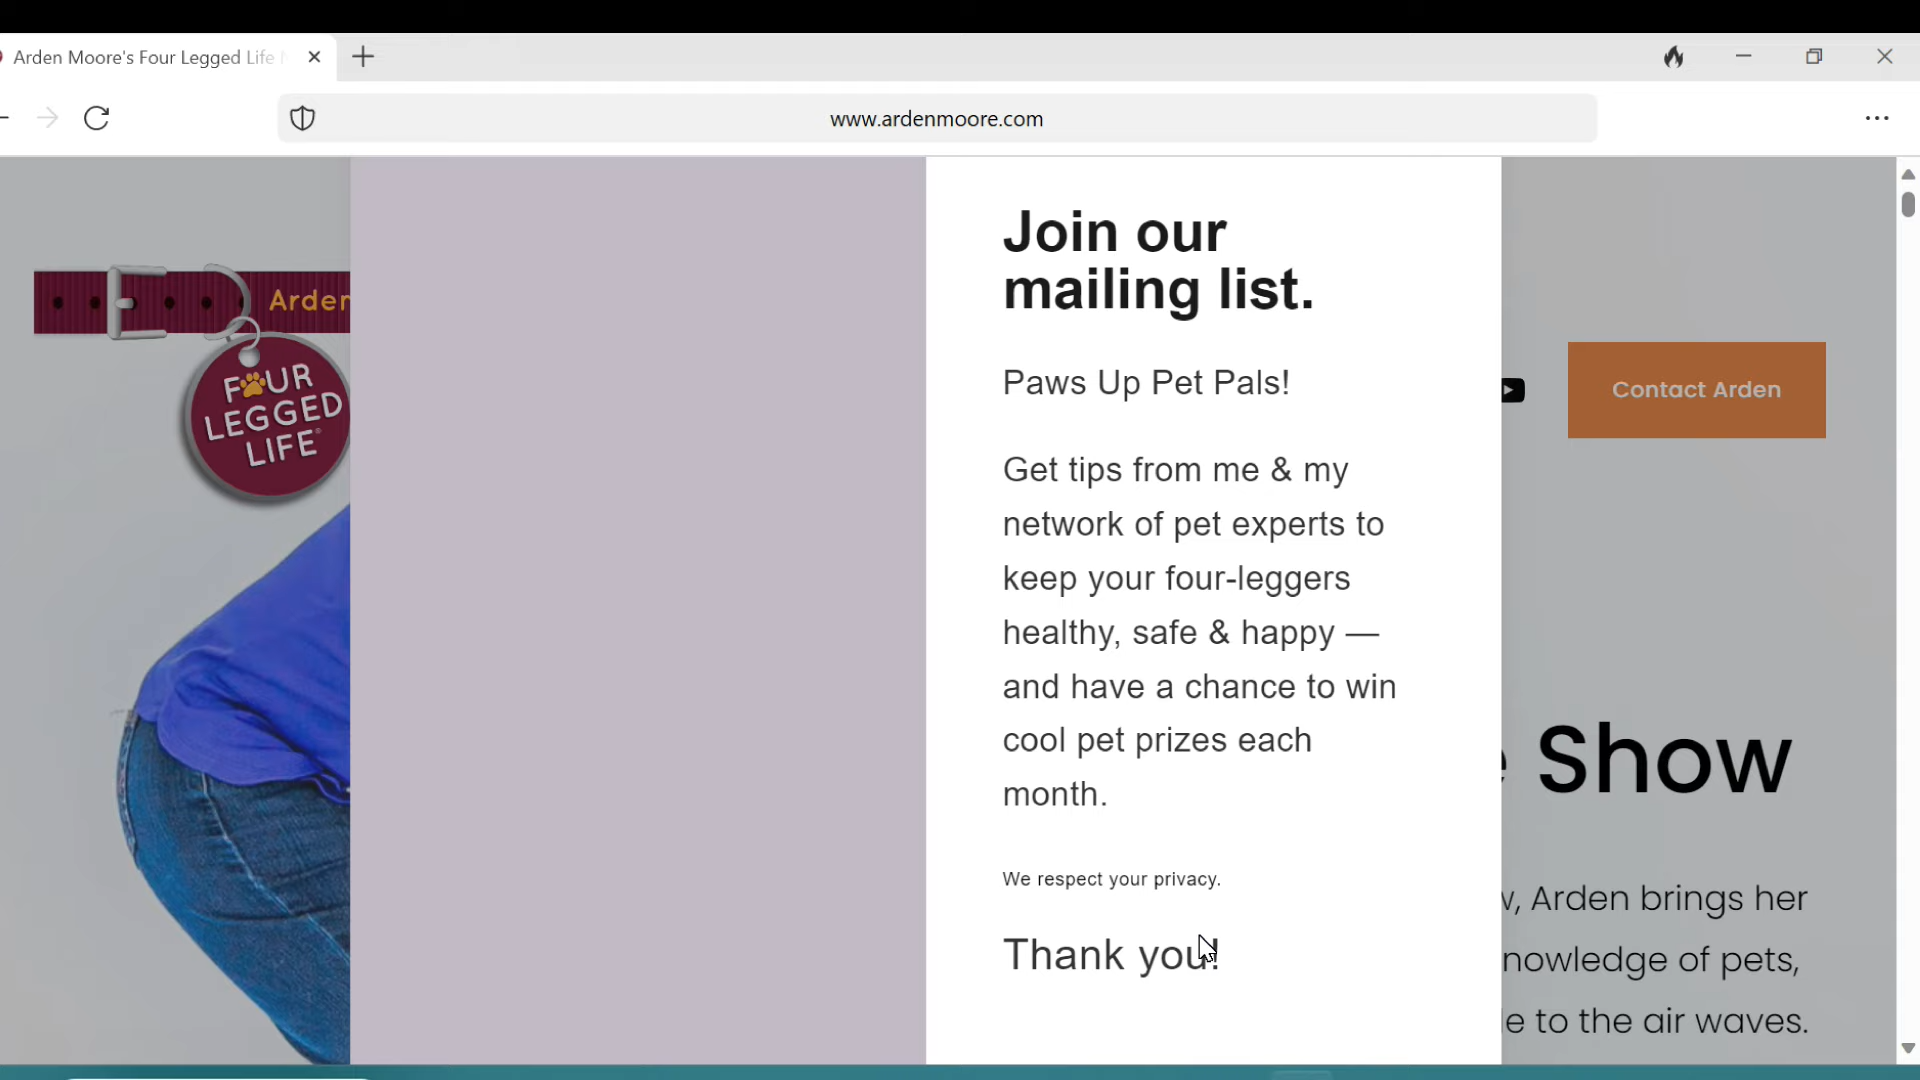 Arden Moore's Four Legged Life
www.ardenmoore.com
Arden
FOUR
LEGGED
LIFE®
Join our
mailing list.
Paws Up Pet Pals!
Get tips from me & my
network of pet experts to
keep your four-leggers
healthy, safe & happy —
and have a chance to win
cool pet prizes each
month.
We respect your privacy.
Thank you!
Contact Arden
Show
Arden brings her
nowledge of pets,
e to the air waves.